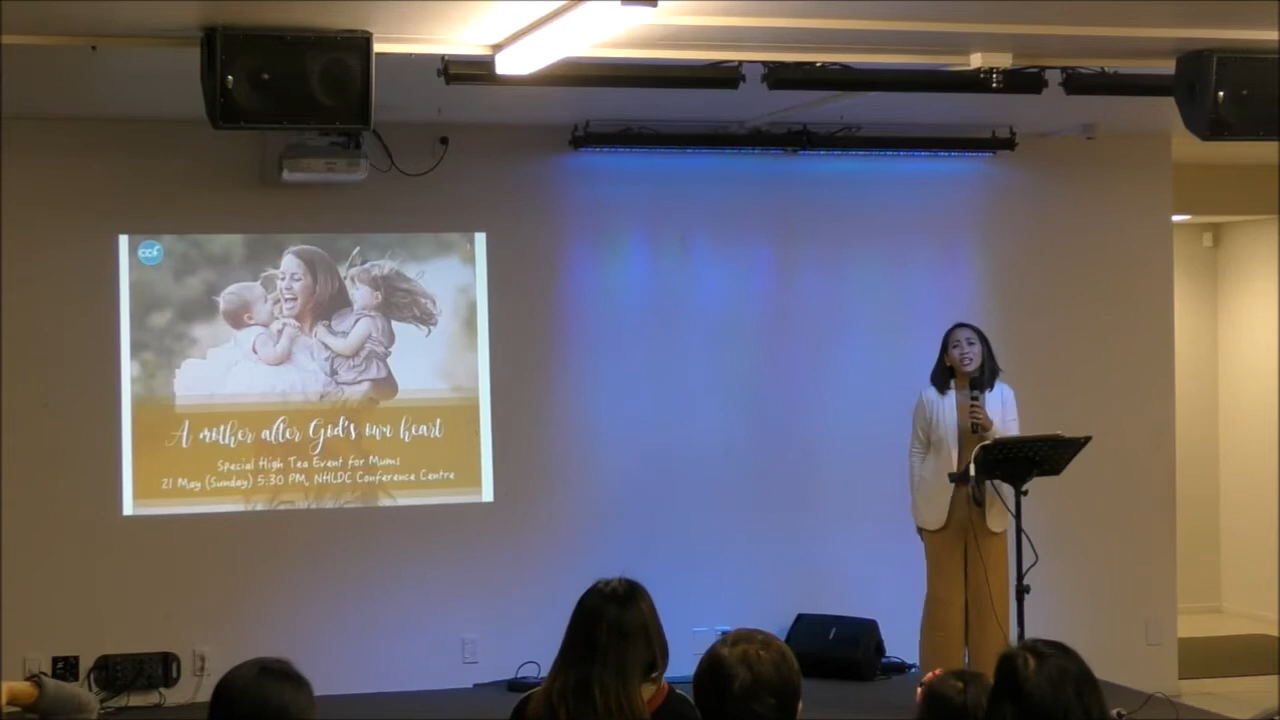 ccf
A mother after God's own heart
Special High Tea Event for Mums
21 May (Sunday) 5:30 PM, NHLDC Conference Centre